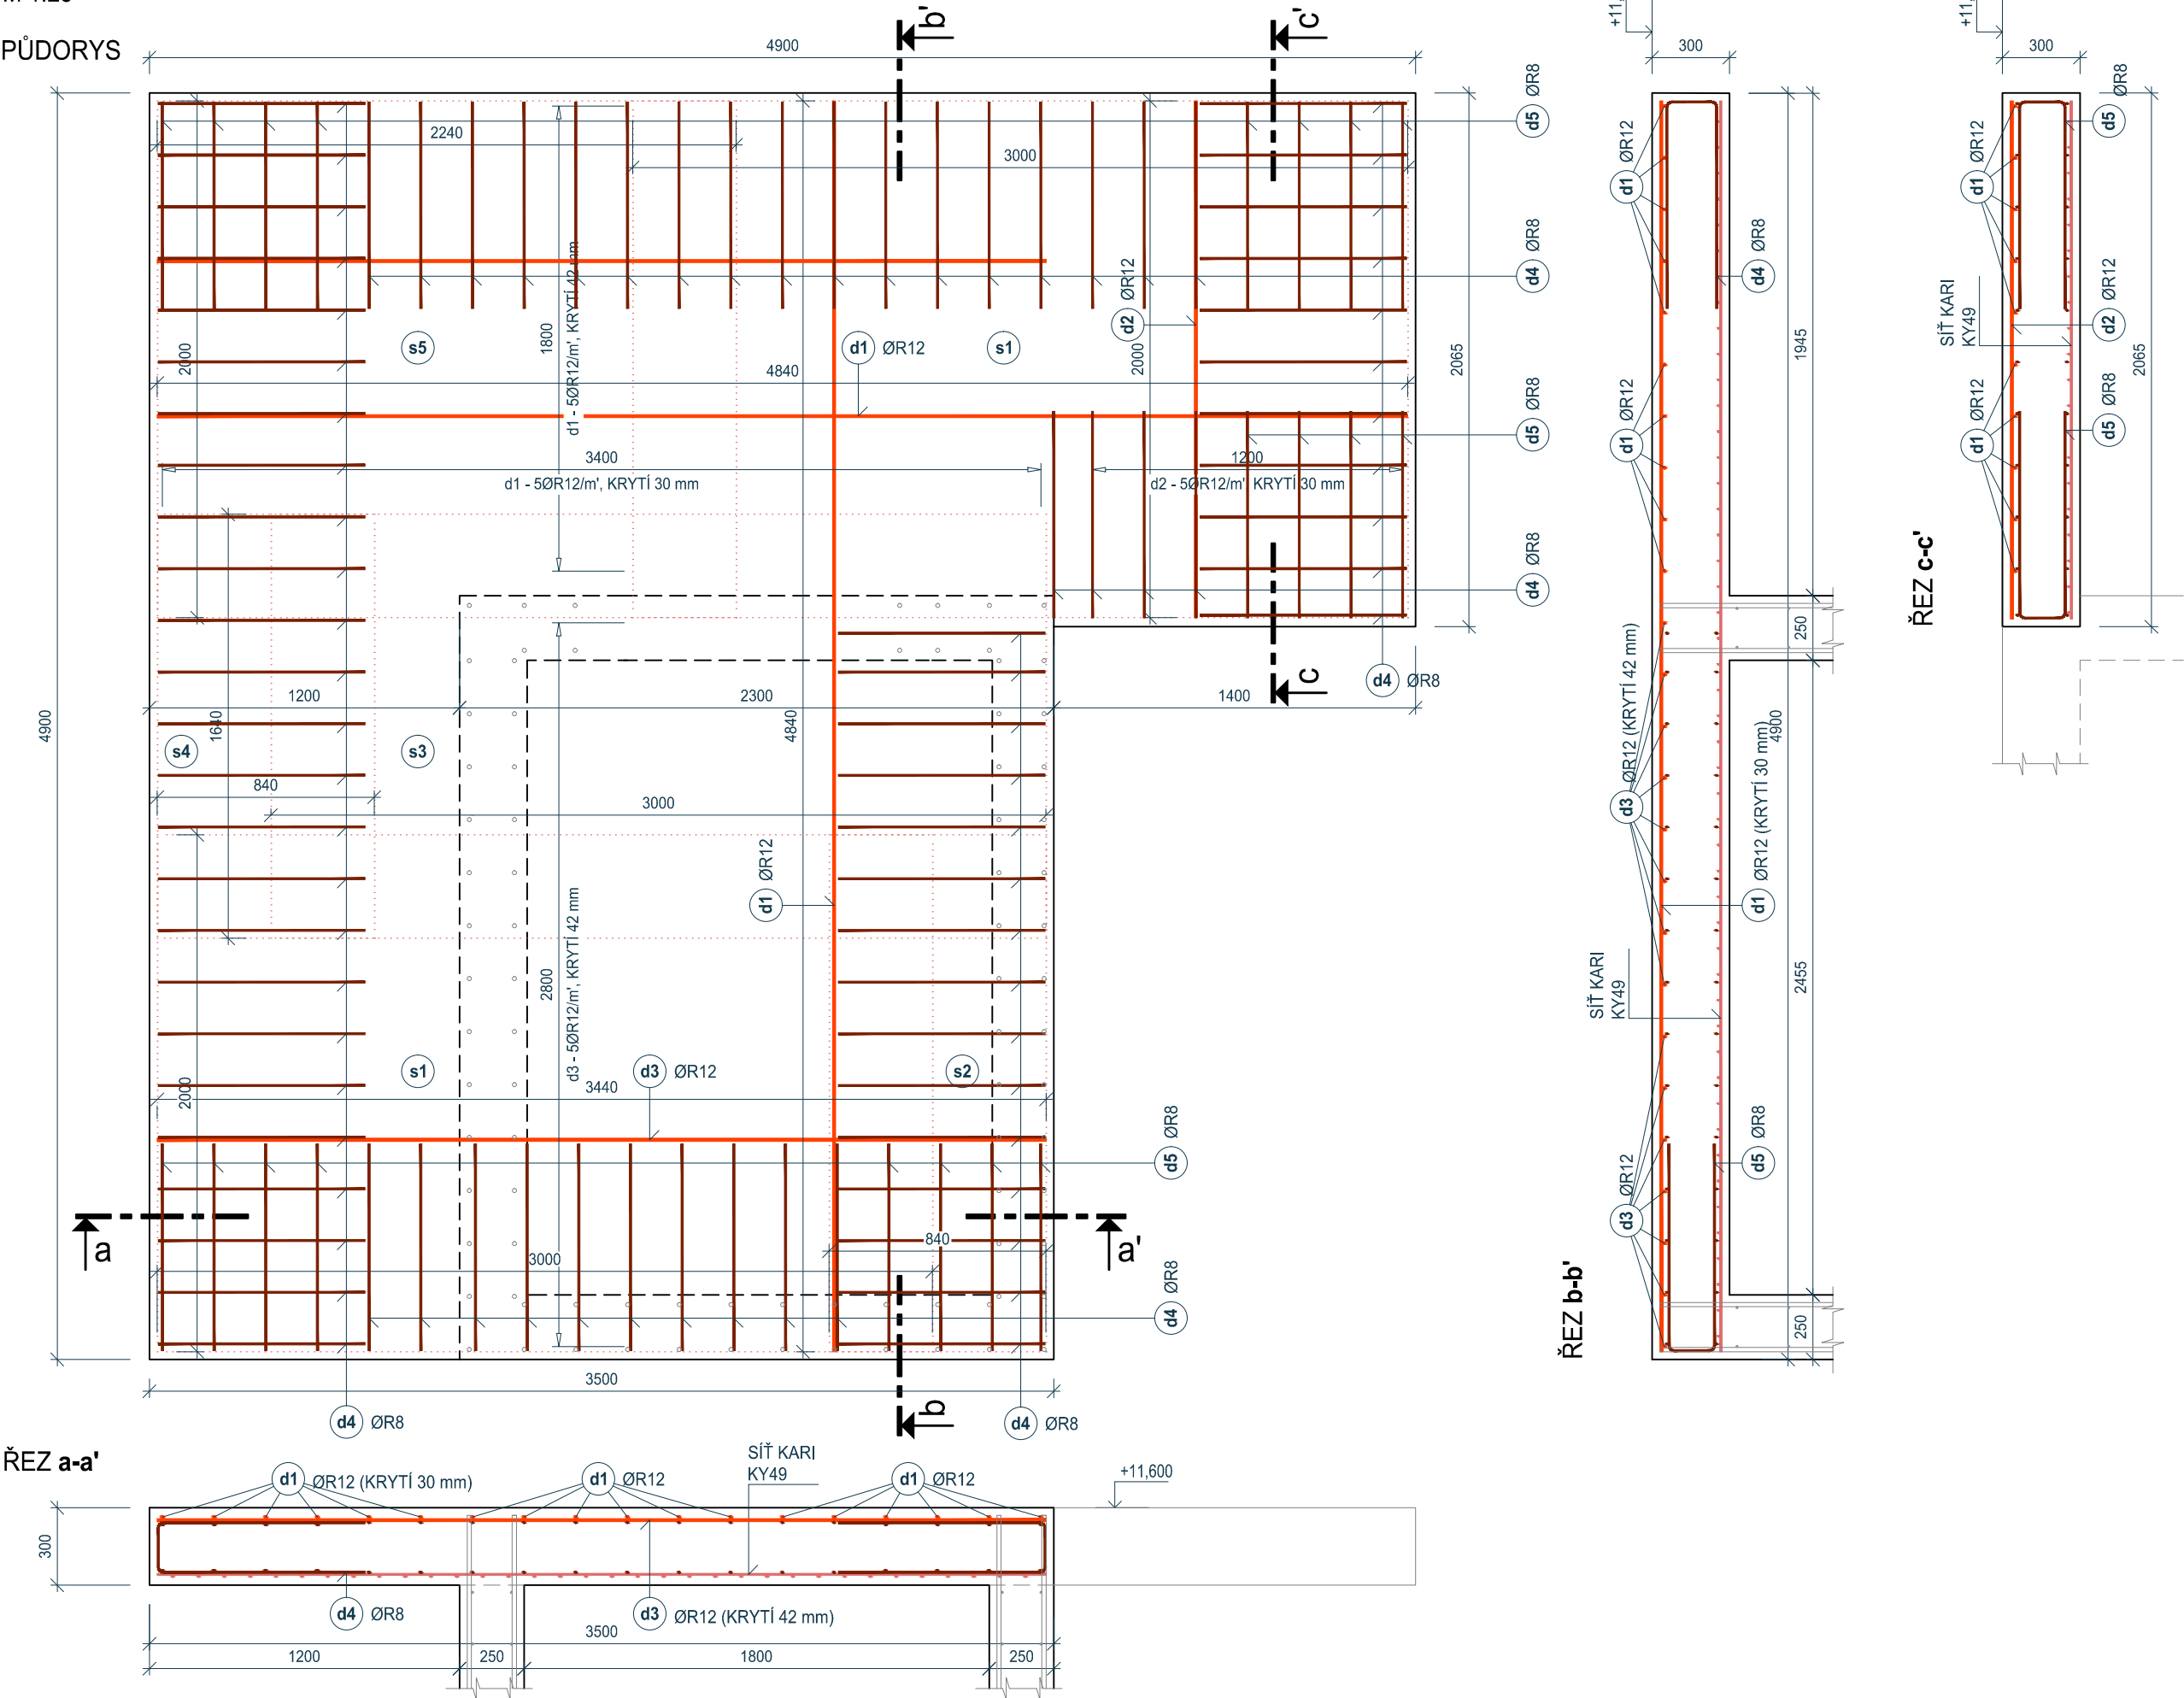 PŮDORYS
4900
b'
c'
2240
3000
d5 ØR8
d4 ØR8
d2 ØR12
1800
d1 - 5ØR12/m', KRYTÍ 42 mm
2000
2000
2065
s5
d1 ØR12
s1
4840
d5 ØR8
3400
d1 - 5ØR12/m', KRYTÍ 30 mm
1200
d2 - 5ØR12/m', KRYTÍ 30 mm
d4 ØR8
c
d4 ØR8
1200
2300
1400
4900
1640
4840
s4
s3
840
3000
d1 ØR12
2800
d3 - 5ØR12/m', KRYTÍ 42 mm
2000
s1
d3 ØR12
s2
3440
d5 ØR8
a
a'
840
3000
d4 ØR8
3500
b
d4 ØR8
d4 ØR8
ŘEZ a-a'
d1 ØR12 (KRYTÍ 30 mm)
d1 ØR12
SÍŤ KARI
KY49
d1 ØR12
+11,600
300
d4 ØR8
d3 ØR12 (KRYTÍ 42 mm)
3500
1200
250
1800
250
ŘEZ b-b'
300
d1 ØR12
d4 ØR8
d1 ØR12
1945
250
d3 ØR12 (KRYTÍ 42 mm)
4900
d1 ØR12 (KRYTÍ 30 mm)
SÍŤ KARI
KY49
2455
d3 ØR12
d5 ØR8
250
ŘEZ c-c'
300
d5 ØR8
d1 ØR12
SÍŤ KARI
KY49
d2 ØR12
2065
d1 ØR12
d5 ØR8